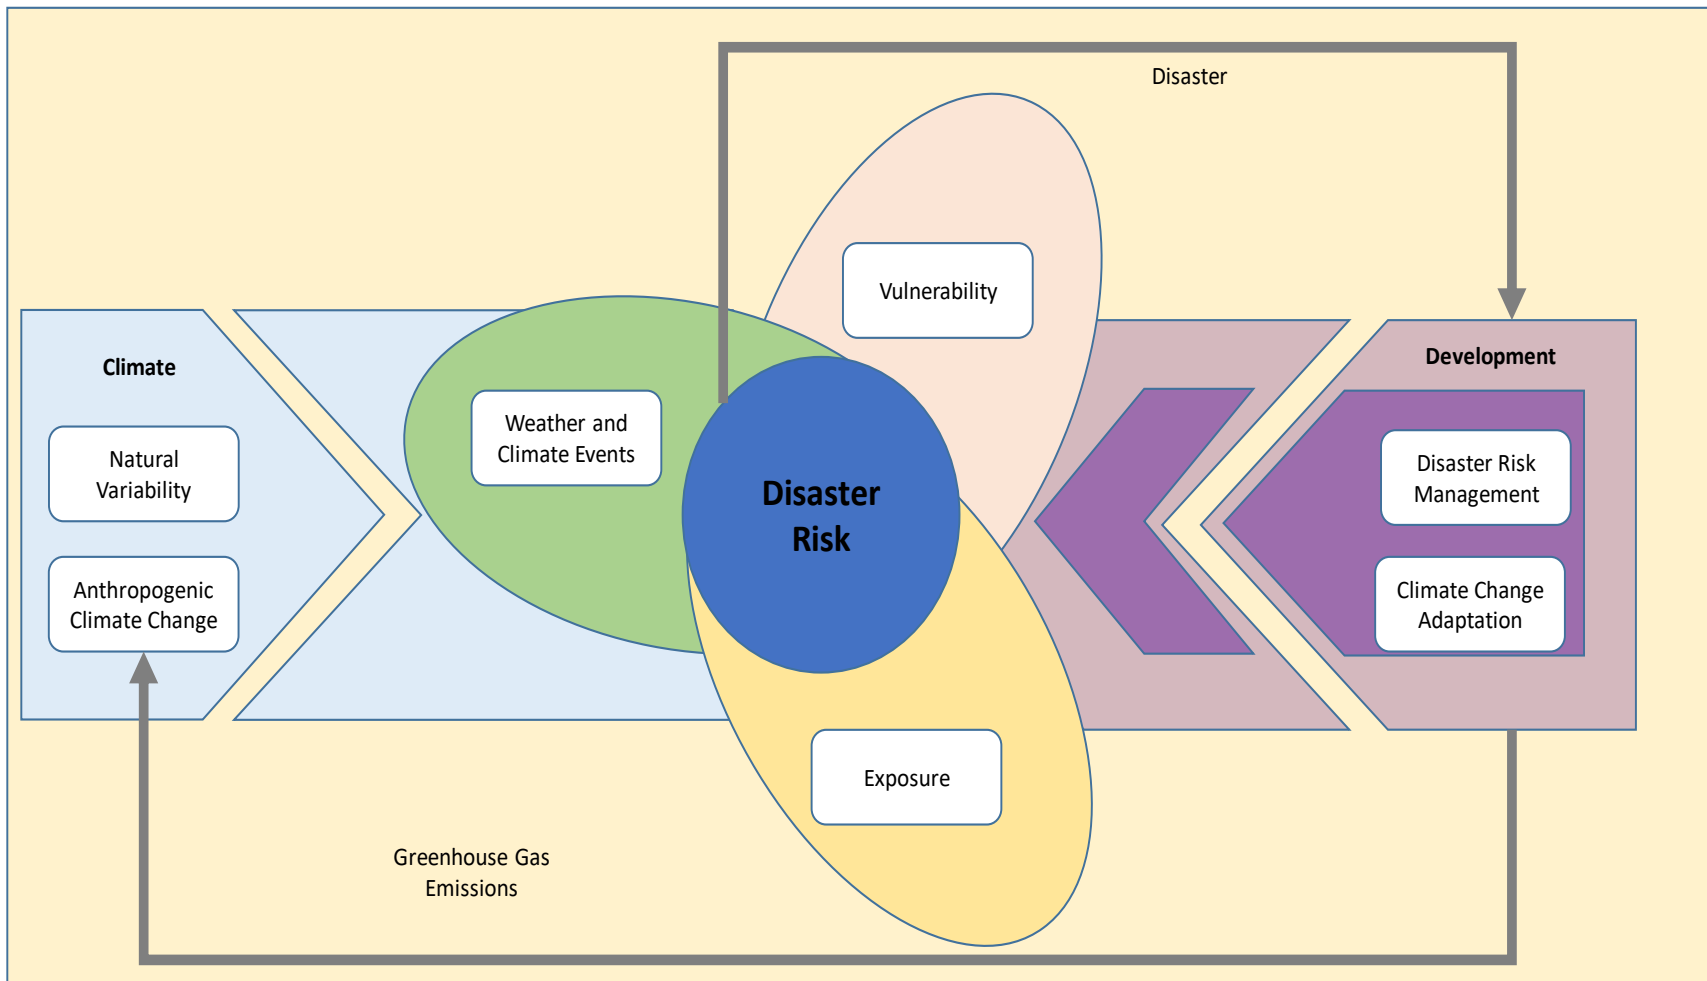 Disaster
Vulnerability
Climate
Development
Weather and
Climate Events
Natural
Variability
Disaster Risk
Management
Disaster
Risk
Anthropogenic
Climate Change
Climate Change
Adaptation
Exposure
Greenhouse Gas
Emissions